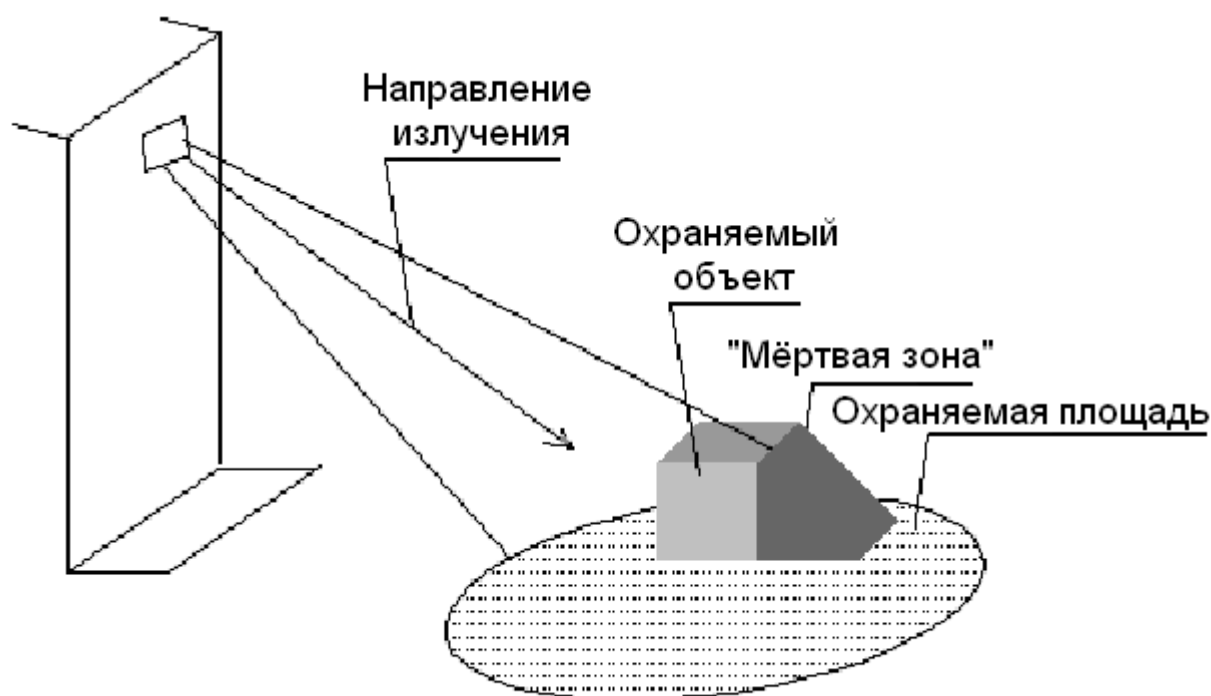 Направление
излучения
Охраняемый
объект
"Мёртвая зона"
Охраняемая площадь